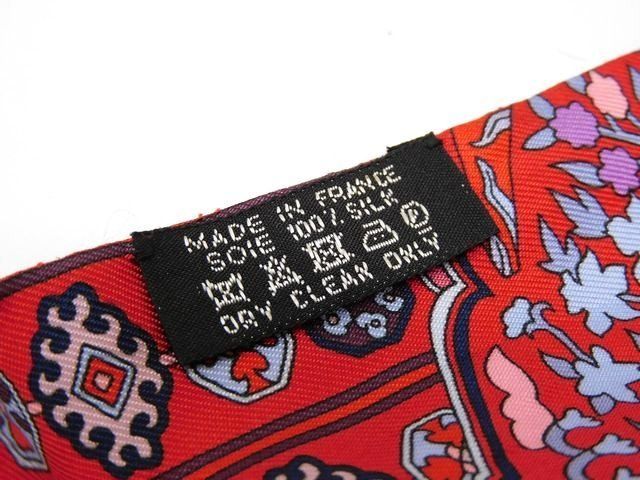 MADE IN FRANCE
SOIE 100% SILK
P
DRY CLEAN ONLY